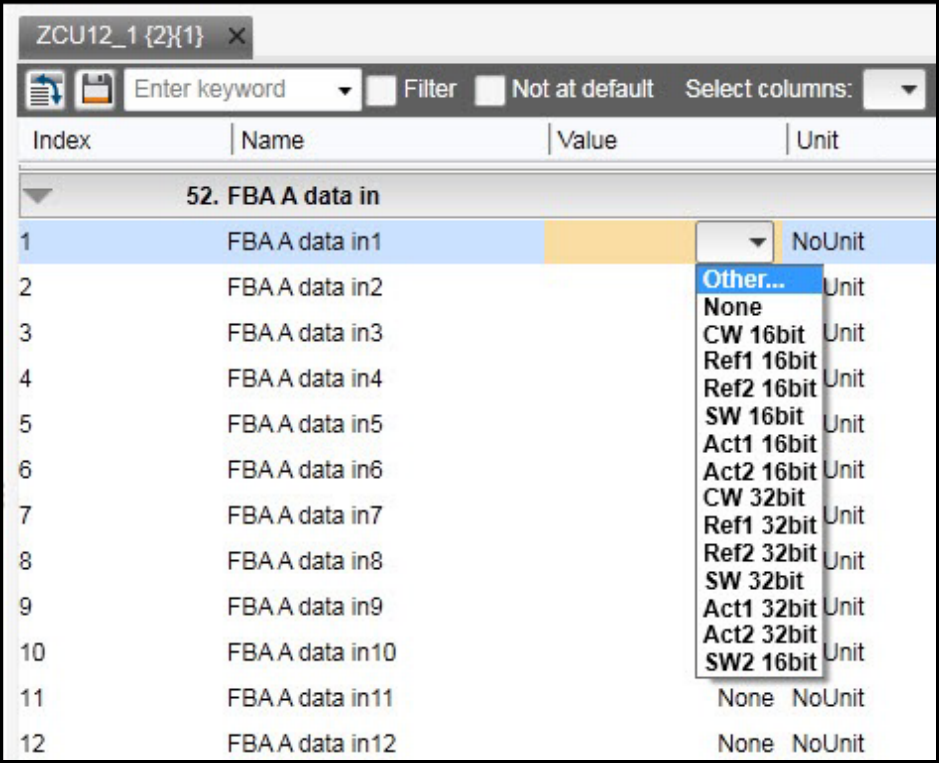 ZCU12_1 {2}{1} ×
Enter keyword Filter Not at default Select columns:
Index Name Value Unit
52. FBA A data in
1 FBA A data in1 NoUnit
Other...
2 FBA A data in2 Unit
None
3 FBA A data in3 CW 16bit Unit
Ref1 16bit
4 FBA A data in4 Ref2 16bit Unit
SW 16bit
5 FBA A data in5 Unit
Act1 16bit
6 FBA A data in6 Act2 16bit Unit
CW 32bit
7 FBA A data in7 Ref1 32bit Unit
Ref2 32bit
8 FBA A data in8 Unit
SW 32bit
9 FBA A data in9 Act1 32bit Unit
Act2 32bit
10 FBA A data in10 SW2 16bit Unit
11 FBA A data in11 None NoUnit
12 FBA A data in12 None NoUnit